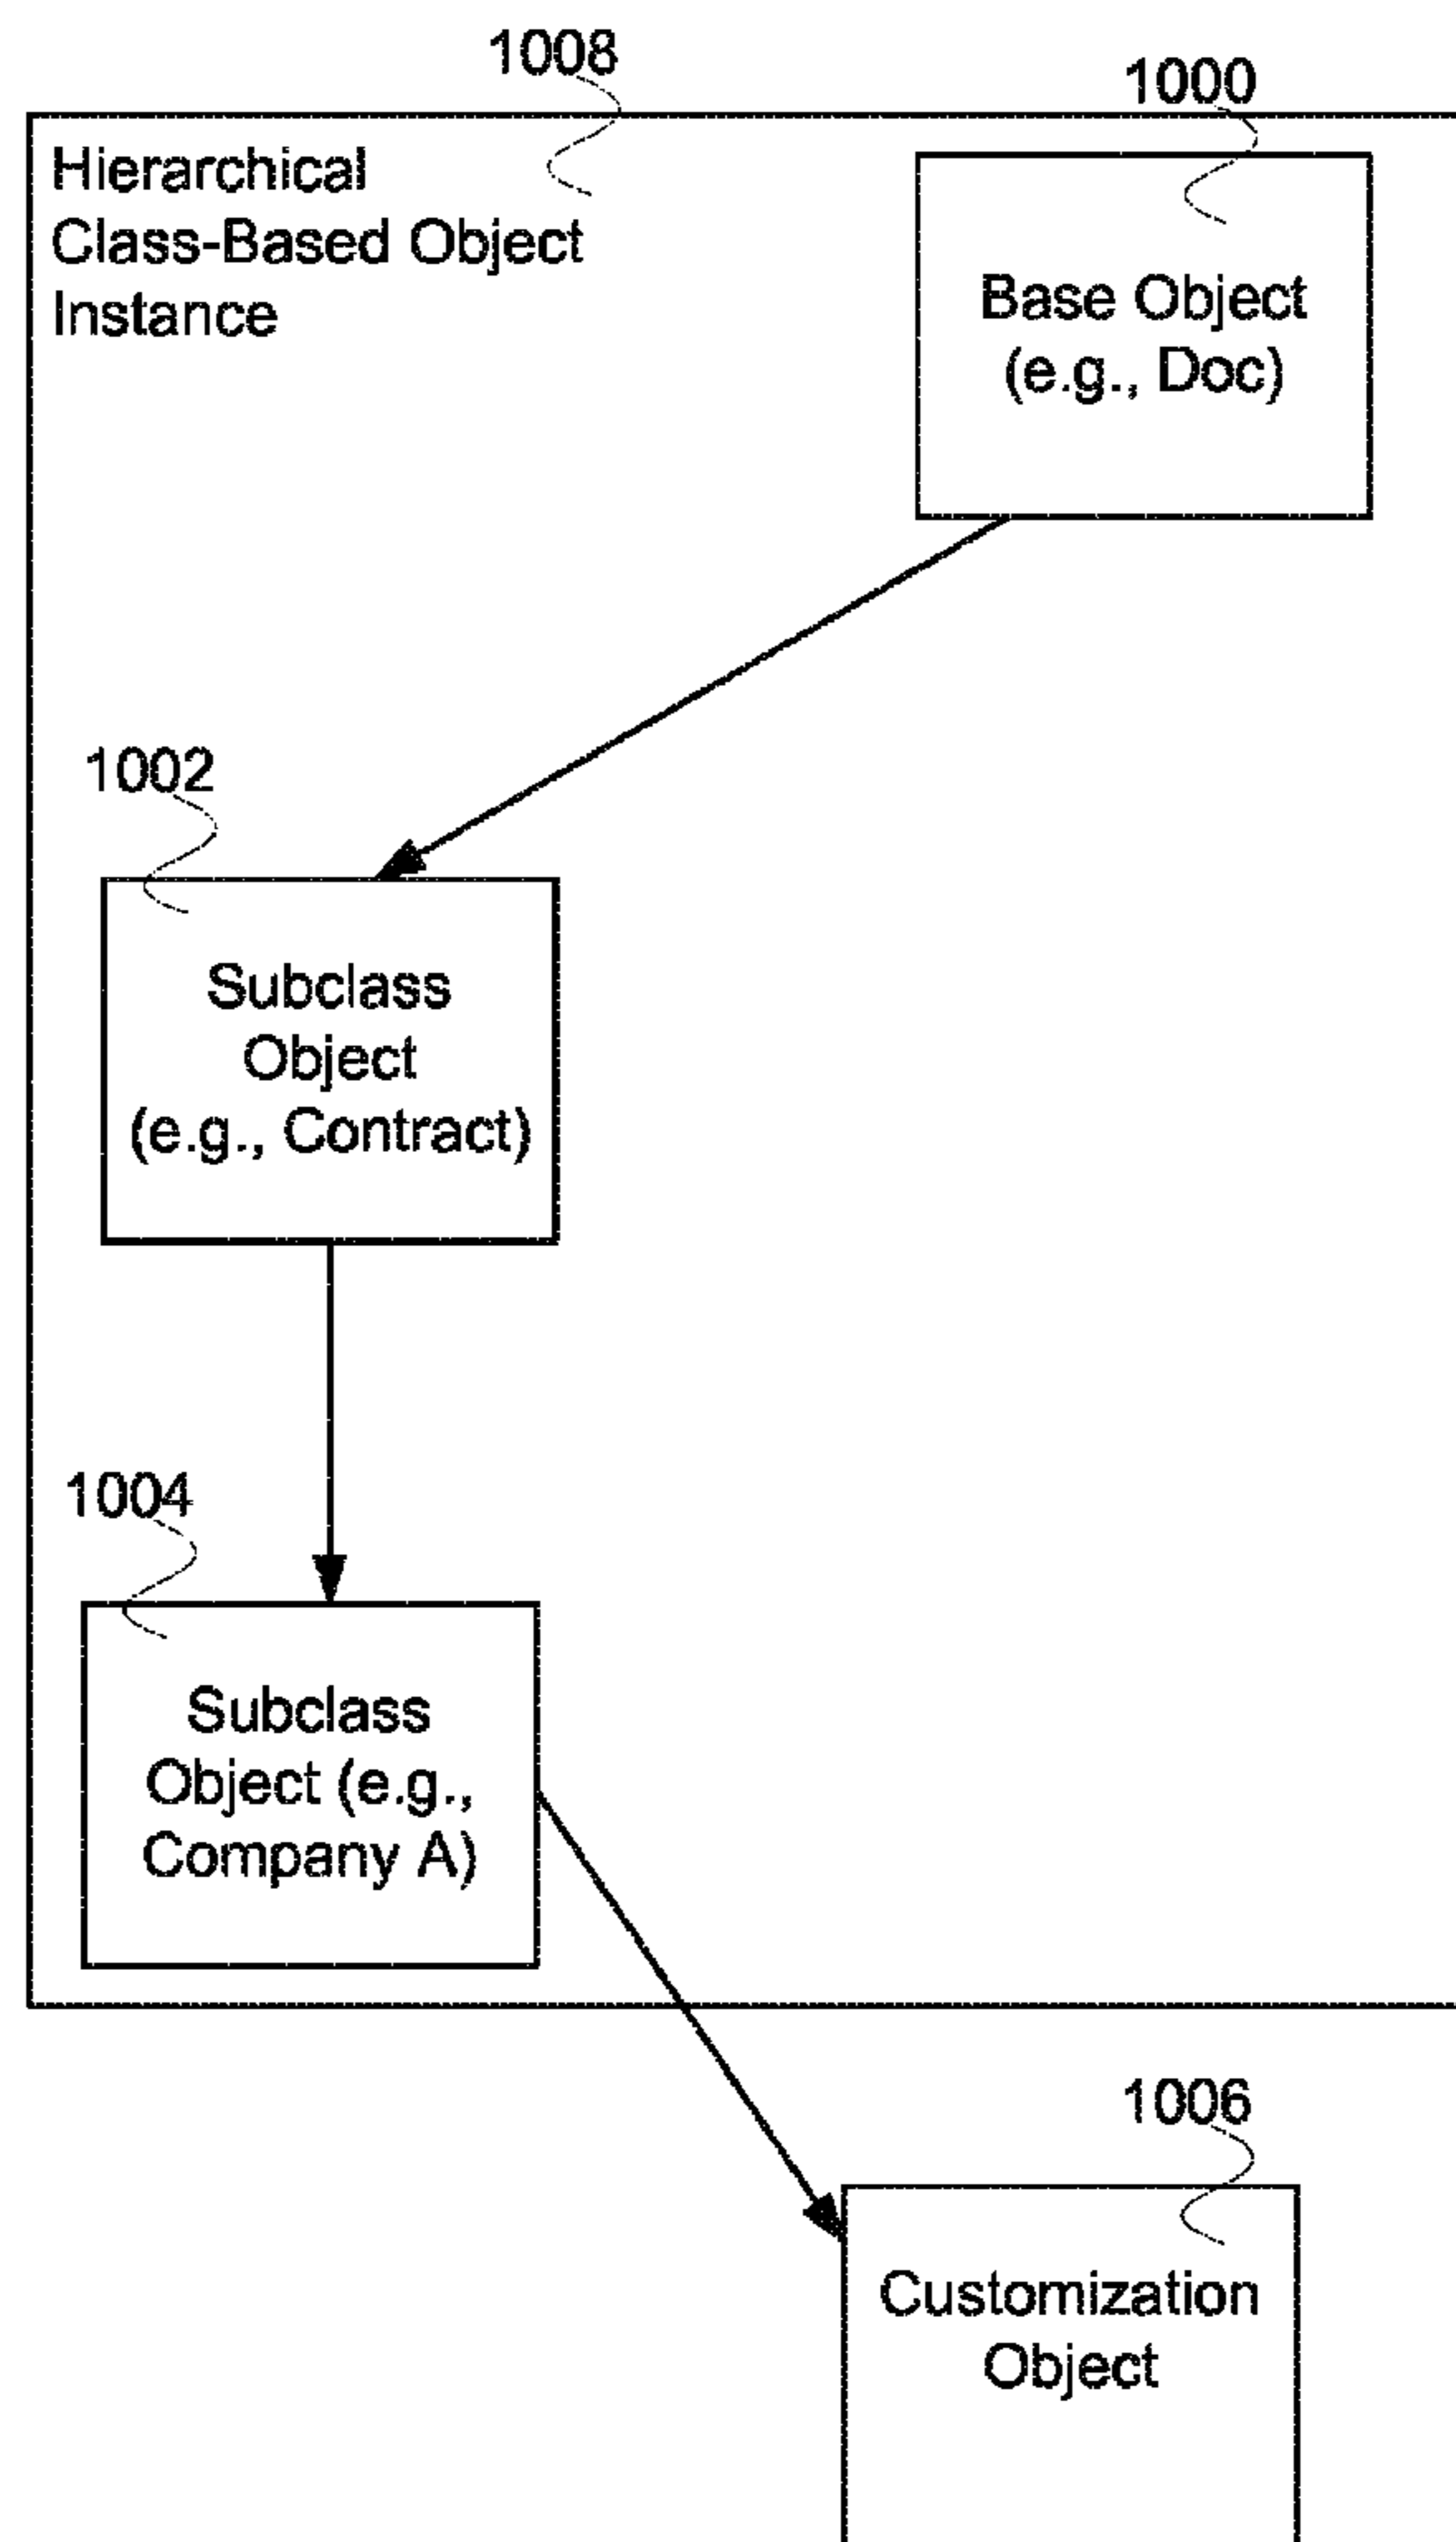 1008
1000
Hierarchical
Class-Based Object
Instance
Base Object
(e.g., Doc)
1002
Subclass
Object
(e.g., Contract)
1004
Subclass
Object (e.g.,
Company A)
1006
Customization
Object